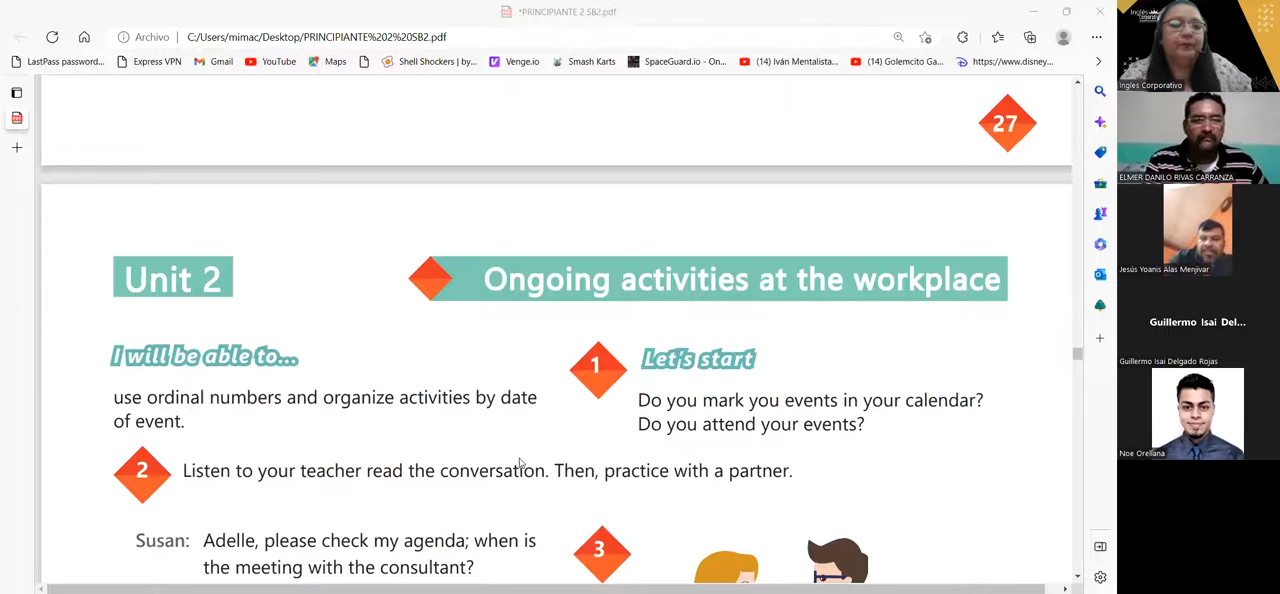 *PRINCIPIANTE 2 SB2.pdf
Archivo | C:/Users/mimac/Desktop/PRINCIPIANTE%202%20SB2.pdf
LastPass password... Express VPN Gmail YouTube Maps Shell Shockers | by... Venge.io Smash Karts SpaceGuard.io - On... (14) Iván Mentalista... (14) Golemcito Ga... https://www.disney...
27
Unit 2
Ongoing activities at the workplace
I will be able to...
use ordinal numbers and organize activities by date
of event.
1
Let's start
Do you mark you events in your calendar?
Do you attend your events?
2
Listen to your teacher read the conversation. Then, practice with a partner.
Susan: Adelle, please check my agenda; when is
the meeting with the consultant?
3
Inglés
Ingles Corporativo
ELMER DANILO RIVAS CARRANZA
Jesús Yoanis Alas Menjivar
Guillermo Isai Del...
Guillermo Isai Delgado Rojas
Noe Orellana